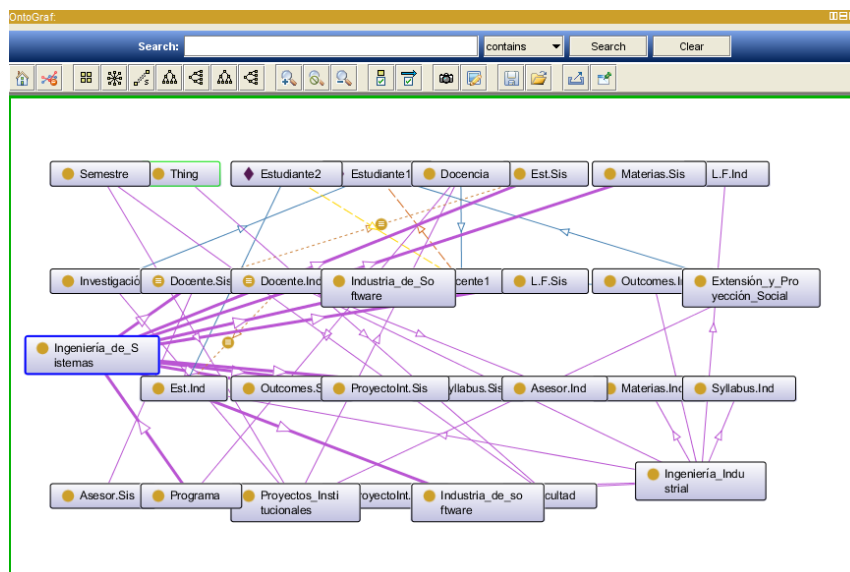 OntoGraf:
Search:
contains
Search
Clear
Semestre
Thing
Estudiante2
Estudiante1
Docencia
Est.Sis
Materias.Sis
L.F.Ind
Investigació
Docente.Sis
Docente.Ind
Industria_de_So
ftware
cente1
L.F.Sis
Outcomes.I
Extensión_y_Pro
yección_Social
Ingeniería_de_S
istemas
Est.Ind
Outcomes.S
ProyectoInt.Sis
yllabus.Sis
Asesor.Ind
Materias.Ind
Syllabus.Ind
Ingeniería_Indu
strial
Asesor.Sis
Programa
Proyectos_Insti
tucionales
royectoInt.
Industria_de_so
ftware
cultad